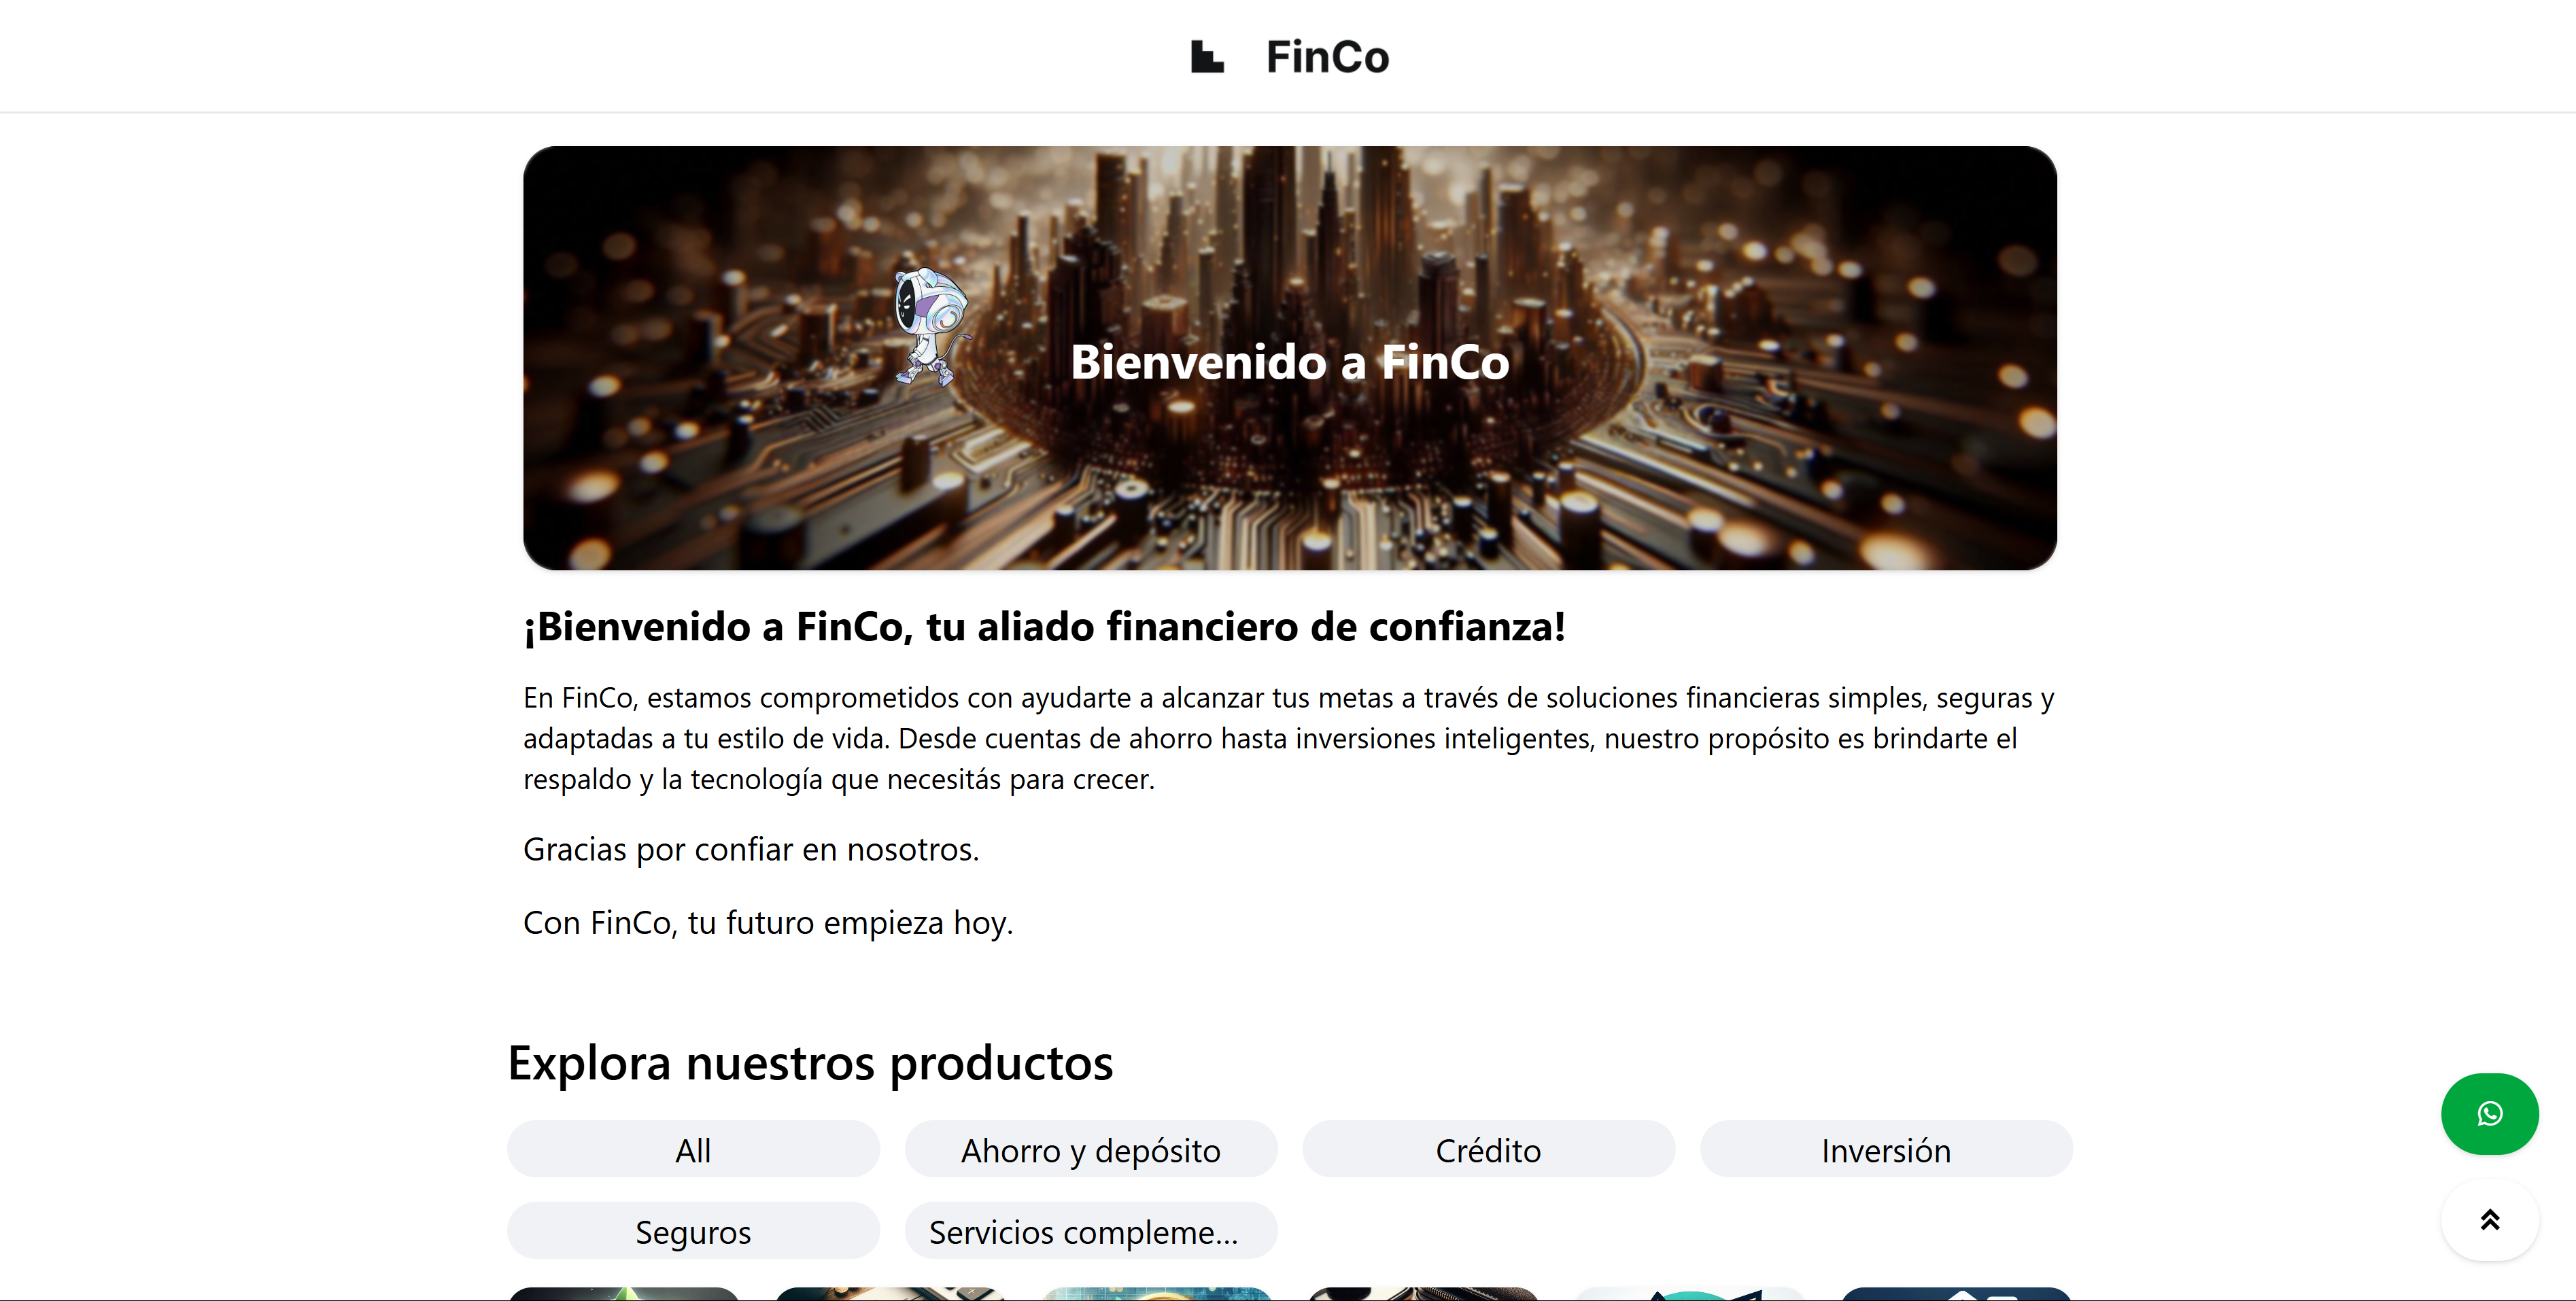 FinCo
Bienvenido a FinCo
¡Bienvenido a FinCo, tu aliado financiero de confianza!
En FinCo, estamos comprometidos con ayudarte a alcanzar tus metas a través de soluciones financieras simples, seguras y
adaptadas a tu estilo de vida. Desde cuentas de ahorro hasta inversiones inteligentes, nuestro propósito es brindarte el
respaldo y la tecnología que necesitás para crecer.
Gracias por confiar en nosotros.
Con FinCo, tu futuro empieza hoy.
Explora nuestros productos
All
Ahorro y depósito
Crédito
Inversión
Seguros
Servicios compleme...